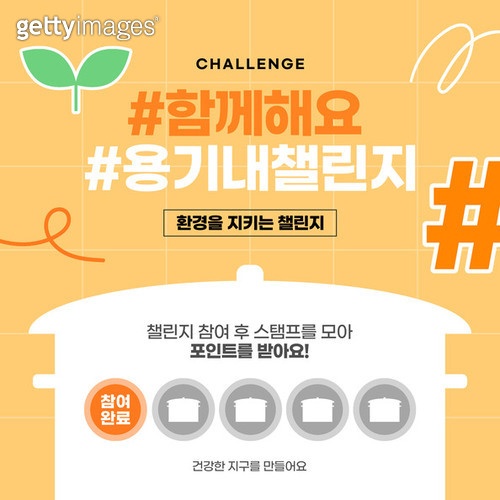 gettyimages®
CHALLENGE
#함께해요
#용기내챌린지
환경을 지키는 챌린지
#
챌린지 참여 후 스탬프를 모아
포인트를 받아요!
참여
완료
건강한 지구를 만들어요